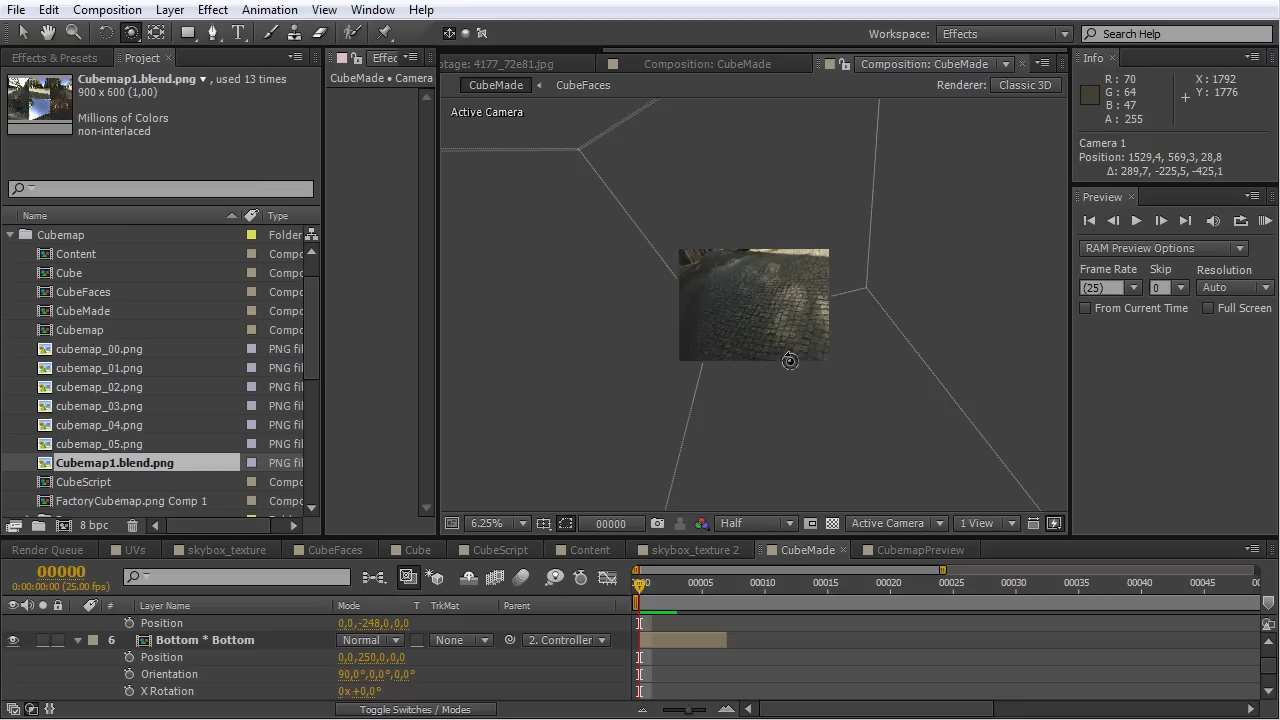 File Edit Composition Layer Effect Animation View Window Help
Workspace: Effects Search Help
Effects & Presets Project Effec
Cubemap1.blend.png, used 13 times
900 x 600 (1,00)
Millions of Colors
non-interlaced
CubeMade • Camera
otage: 4177_72e81.jpg Composition: CubeMade Composition: CubeMade
CubeMade CubeFaces Renderer: Classic 3D
Active Camera
Info
R : 70
G : 64
B : 47
A : 255
X : 1792
Y : 1776
Camera 1
Position: 1529,4, 569,3, 28,8
Δ: 289,7, -225,5, -425,1
Preview
RAM Preview Options
Frame Rate Skip Resolution
(25) 0 Auto
From Current Time Full Screen
Name Type
Cubemap Folder
Content Compo
Cube Compo
CubeFaces Compo
CubeMade Compo
Cubemap Compo
cubemap_00.png PNG fi
cubemap_01.png PNG fi
cubemap_02.png PNG fi
cubemap_03.png PNG fi
cubemap_04.png PNG fi
cubemap_05.png PNG fi
Cubemap1.blend.png PNG fil
CubeScript Compo
FactoryCubemap.png Comp 1 Compo
8 bpc
6.25% 00000 Half Active Camera 1 View
Render Queue UVs skybox_texture CubeFaces Cube CubeScript Content skybox_texture 2 CubeMade CubemapPreview
00000
0:00:00:00 (25.00 fps)
00005 00010 00015 00020 00025 00030 00035 00040 00045
# Layer Name Mode T TrkMat Parent
Position 0,0,-248,0,0,0
6 Bottom * Bottom Normal None 2. Controller
Position 0,0,250,0,0,0
Orientation 90,0°,0,0°,0,0°
X Rotation 0x+0,0°
Toggle Switches / Modes